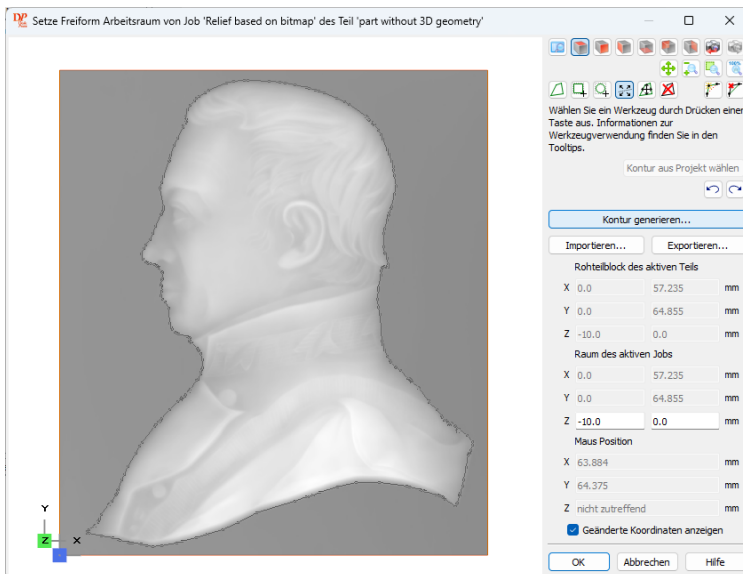 DP Setze Freiform Arbeitsraum von Job 'Relief based on bitmap' des Teil 'part without 3D geometry'
100%
Wählen Sie ein Werkzeug durch Drücken einer
Taste aus. Informationen zur
Werkzeugverwendung finden Sie in den
Tooltips.
Kontur aus Projekt wählen
Kontur generieren...
Importieren... Exportieren...
Rohteilblock des aktiven Teils
X 0.0 57.235 mm
Y 0.0 64.855 mm
Z -10.0 0.0 mm
Raum des aktiven Jobs
X 0.0 57.235 mm
Y 0.0 64.855 mm
Z -10.0 0.0 mm
Maus Position
X 63.884 mm
Y 64.375 mm
Z nicht zutreffend mm
Geänderte Koordinaten anzeigen
OK Abbrechen Hilfe
Y
Z X